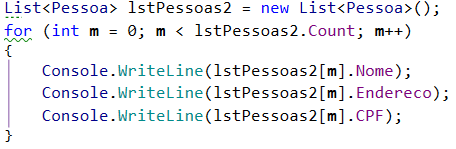 List<Pessoa> lstPessoas2 = new List<Pessoa>();
for (int m = 0; m < lstPessoas2.Count; m++)
{
    Console.WriteLine(lstPessoas2[m].Nome);
    Console.WriteLine(lstPessoas2[m].Endereco);
    Console.WriteLine(lstPessoas2[m].CPF);
}